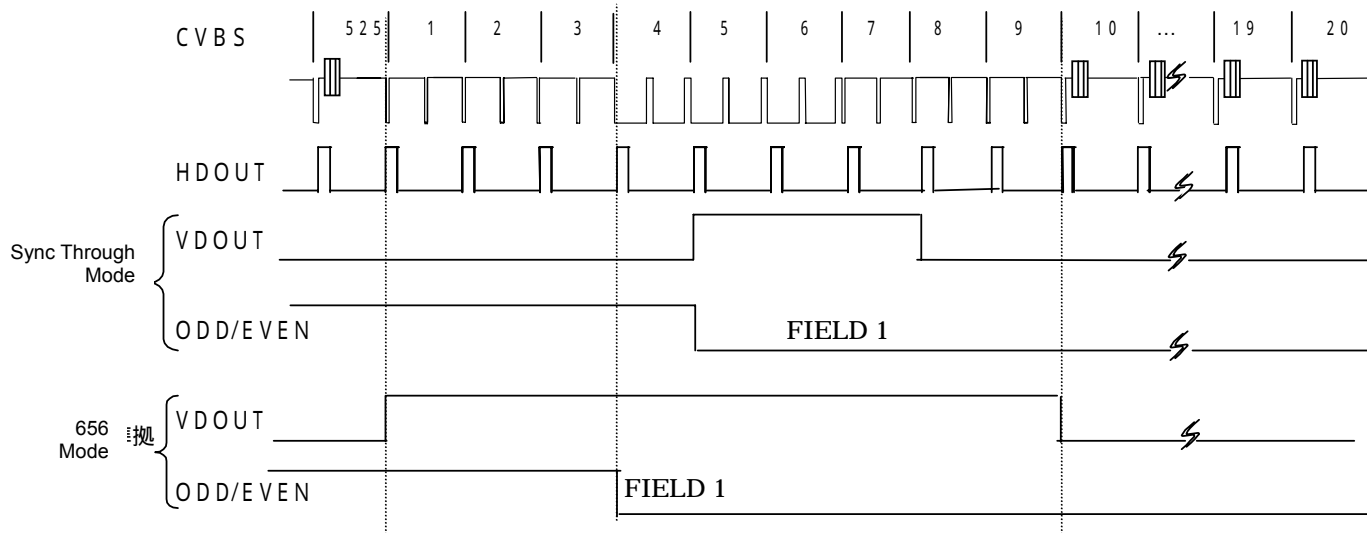 CVBS 525 1 2 3 4 5 6 7 8 9 10 ... 19 20
HDOUT
Sync Through
Mode
VDOUT
ODD/EVEN FIELD 1
656
Mode
拠
VDOUT
ODD/EVEN FIELD 1